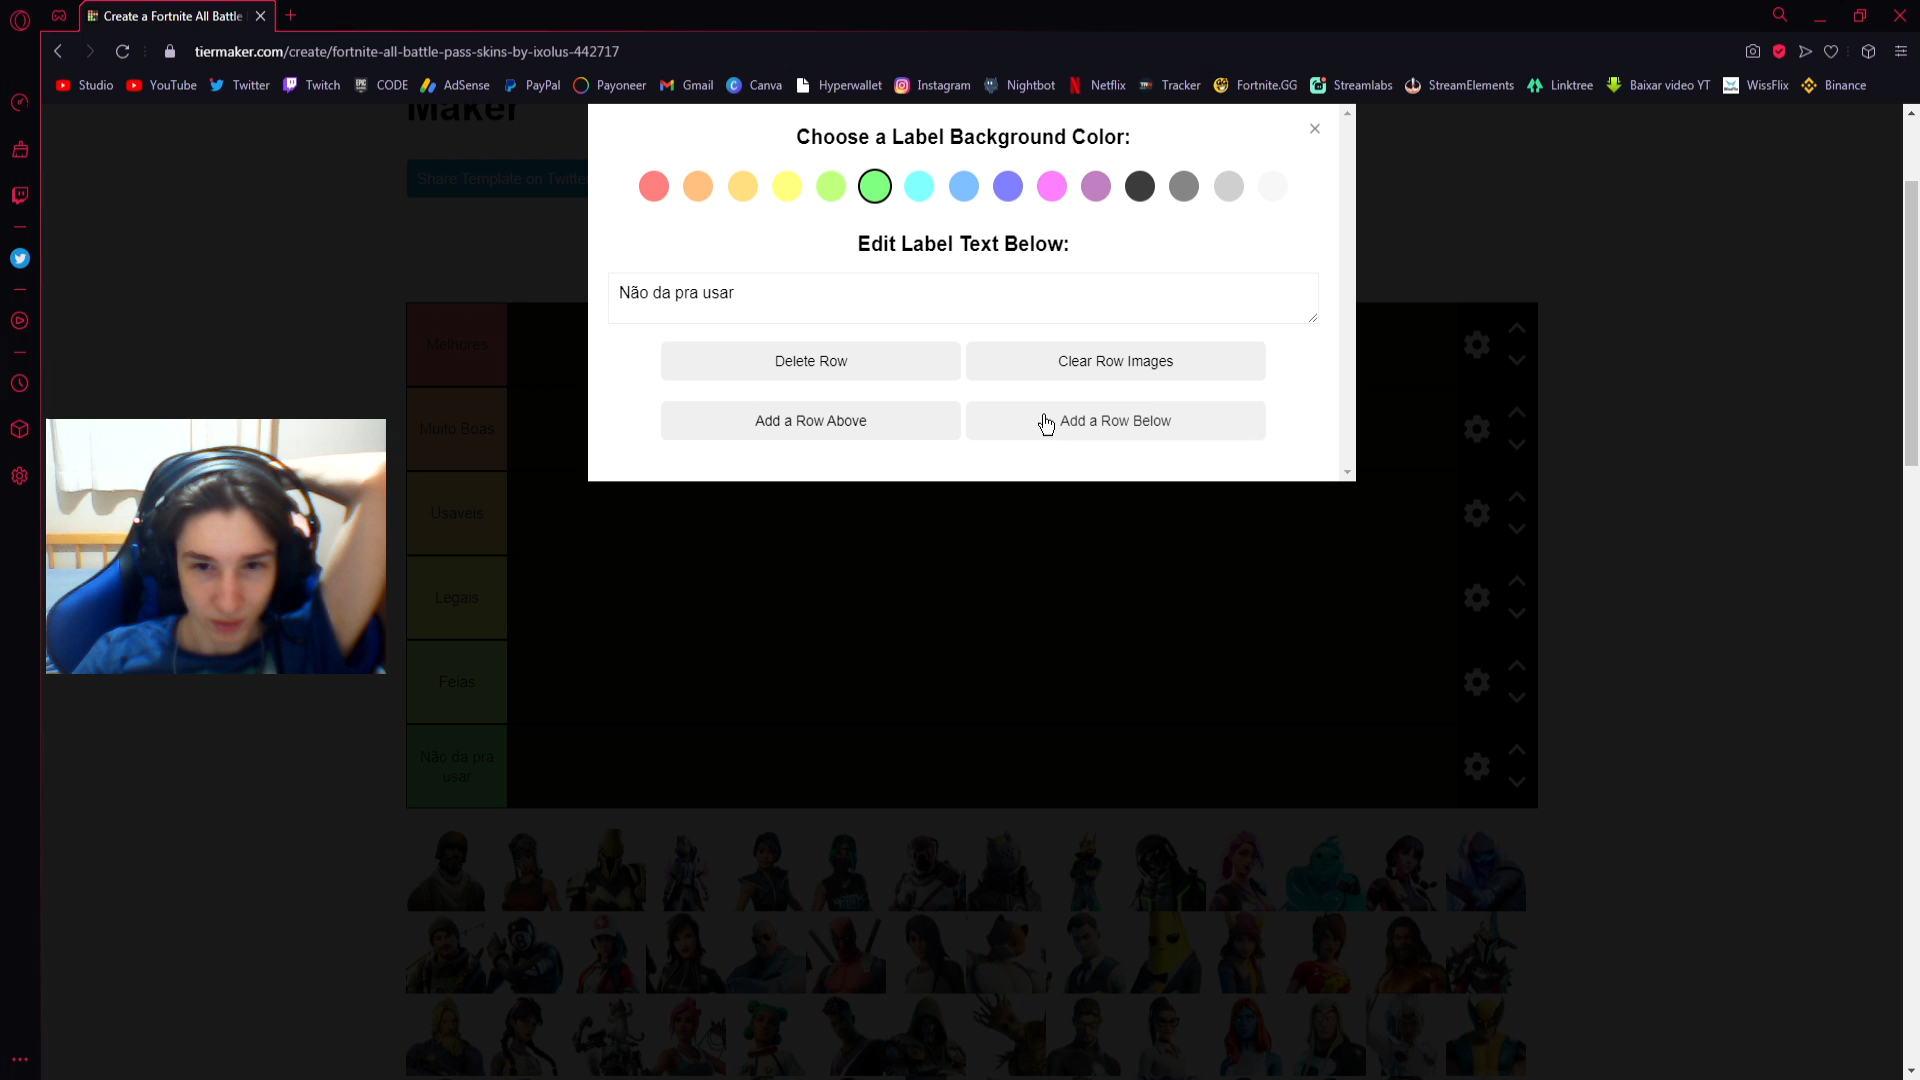 Create a Fortnite All Battle
tiermaker.com/create/fortnite-all-battle-pass-skins-by-ixolus-442717
Studio YouTube Twitter Twitch CODE AdSense PayPal Payoneer Gmail Canva Hyperwallet Instagram Nightbot Netflix Tracker Fortnite.GG Streamlabs StreamElements Linktree Baixar video YT WissFlix Binance
Maker
Share Template on Twitte
Choose a Label Background Color:
Edit Label Text Below:
Não da pra usar
Delete Row Clear Row Images
Add a Row Above Add a Row Below
Melhores
Muito Boas
Usaveis
Legais
Feias
Não da pra
usar